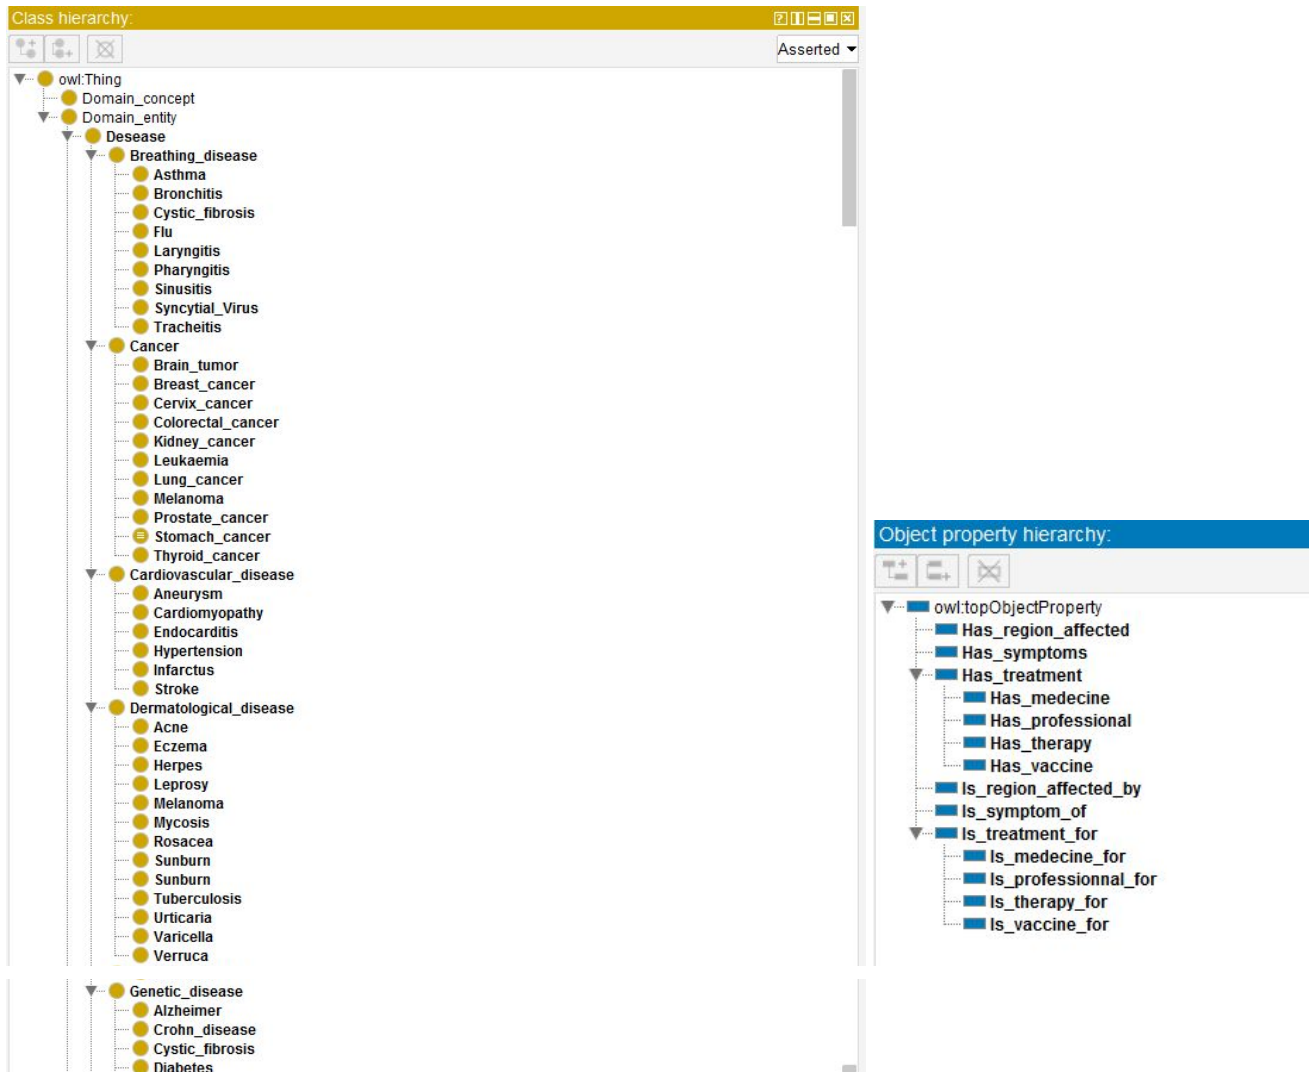 Class hierarchy:
Asserted
owl:Thing
Domain_concept
Domain_entity
Desease
Breathing_disease
Asthma
Bronchitis
Cystic_fibrosis
Flu
Laryngitis
Pharyngitis
Sinusitis
Syncytial_Virus
Tracheitis
Cancer
Brain_tumor
Breast_cancer
Cervix_cancer
Colorectal_cancer
Kidney_cancer
Leukaemia
Lung_cancer
Melanoma
Prostate_cancer
Stomach_cancer
Thyroid_cancer
Cardiovascular_disease
Aneurysm
Cardiomyopathy
Endocarditis
Hypertension
Infarctus
Stroke
Dermatological_disease
Acne
Eczema
Herpes
Leprosy
Melanoma
Mycosis
Rosacea
Sunburn
Sunburn
Tuberculosis
Urticaria
Varicella
Verruca
Genetic_disease
Alzheimer
Crohn_disease
Cystic_fibrosis
Diabetes
Object property hierarchy:
owl:topObjectProperty
Has_region_affected
Has_symptoms
Has_treatment
Has_medecine
Has_professional
Has_therapy
Has_vaccine
Is_region_affected_by
Is_symptom_of
Is_treatment_for
Is_medecine_for
Is_professionnal_for
Is_therapy_for
Is_vaccine_for